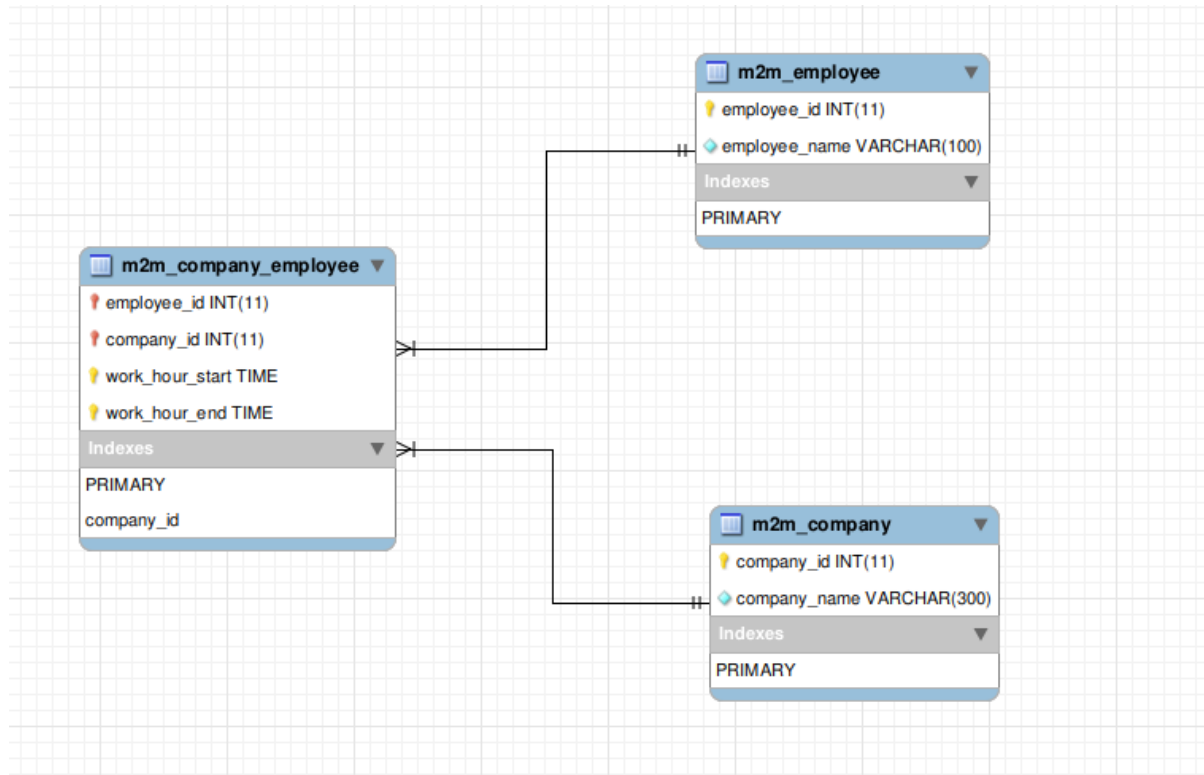 m2m_employee
employee_id INT(11)
employee_name VARCHAR(100)
Indexes
PRIMARY
m2m_company_employee
employee_id INT(11)
company_id INT(11)
work_hour_start TIME
work_hour_end TIME
Indexes
PRIMARY
company_id
m2m_company
company_id INT(11)
company_name VARCHAR(300)
Indexes
PRIMARY